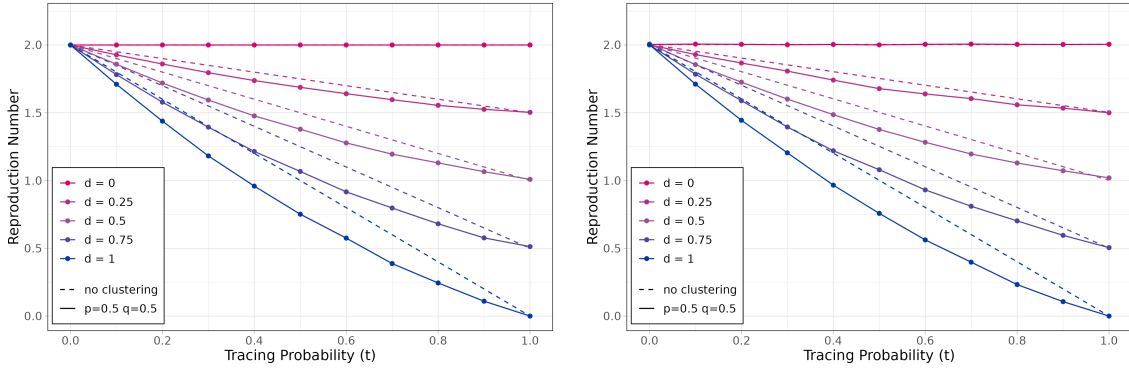 Reproduction Number
2.0
1.5
1.0
0.5
0.0
d = 0
d = 0.25
d = 0.5
d = 0.75
d = 1
no clustering
p=0.5 q=0.5
0.0 0.2 0.4 0.6 0.8 1.0
Tracing Probability (t)
Reproduction Number
2.0
1.5
1.0
0.5
0.0
d = 0
d = 0.25
d = 0.5
d = 0.75
d = 1
no clustering
p=0.5 q=0.5
0.0 0.2 0.4 0.6 0.8 1.0
Tracing Probability (t)